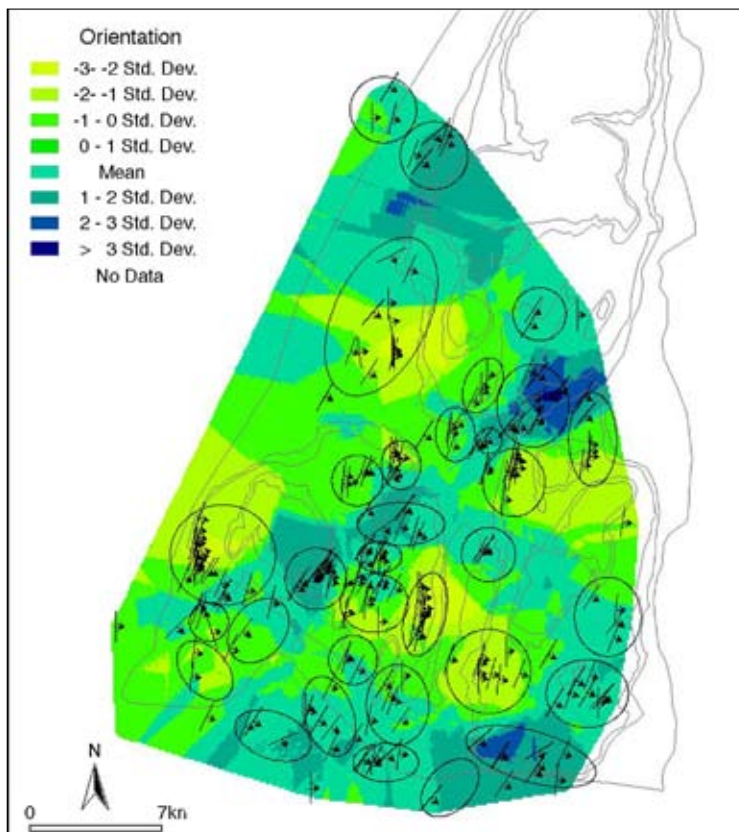 Orientation
-3- -2 Std. Dev.
-2- -1 Std. Dev.
-1 - 0 Std. Dev.
0 - 1 Std. Dev.
Mean
1 - 2 Std. Dev.
2 - 3 Std. Dev.
> 3 Std. Dev.
No Data
N
0 7km